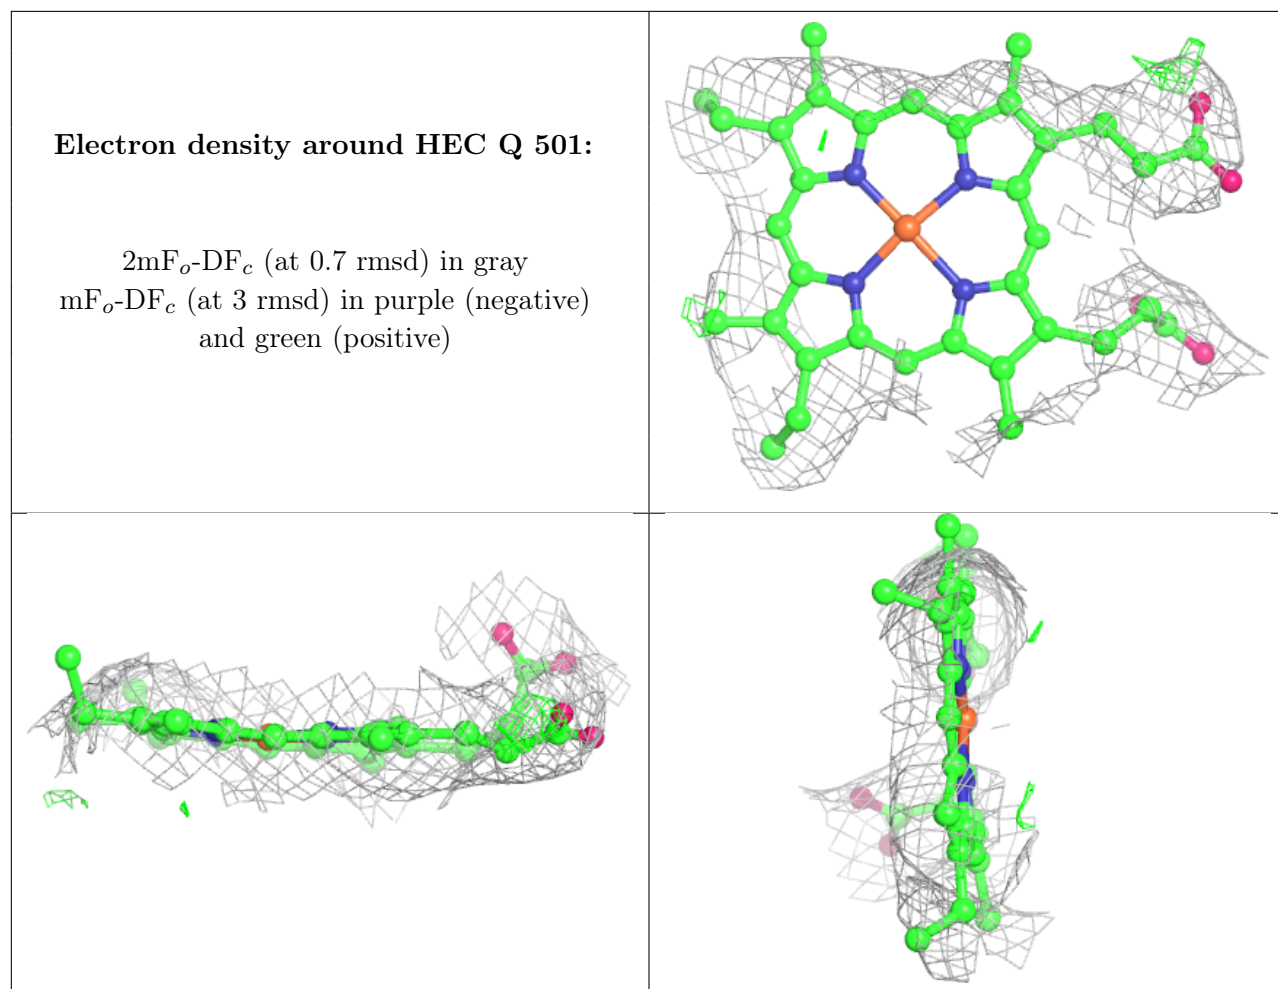 Electron density around HEC Q 501:
2mFo-DFc (at 0.7 rmsd) in gray
mFo-DFc (at 3 rmsd) in purple (negative)
and green (positive)